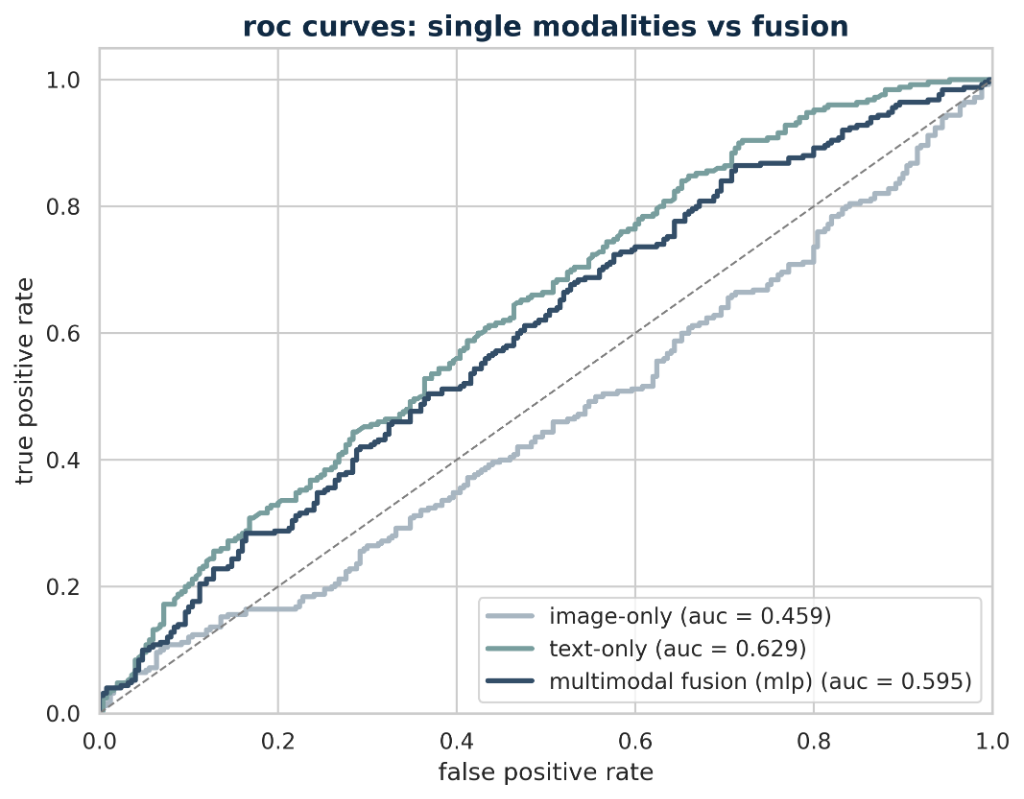 roc curves: single modalities vs fusion
true positive rate
1.0
0.8
0.6
0.4
0.2
0.0
image-only (auc = 0.459)
text-only (auc = 0.629)
multimodal fusion (mlp) (auc = 0.595)
0.0 0.2 0.4 0.6 0.8 1.0
false positive rate